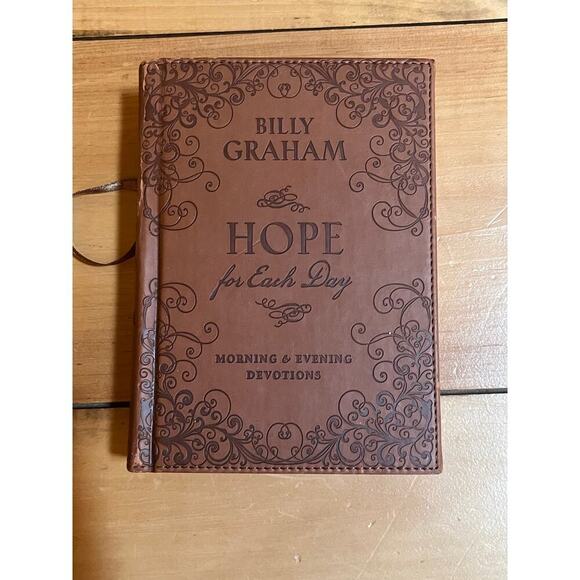 BILLY
GRAHAM
HOPE
for Each Day
MORNING & EVENING
DEVOTIONS